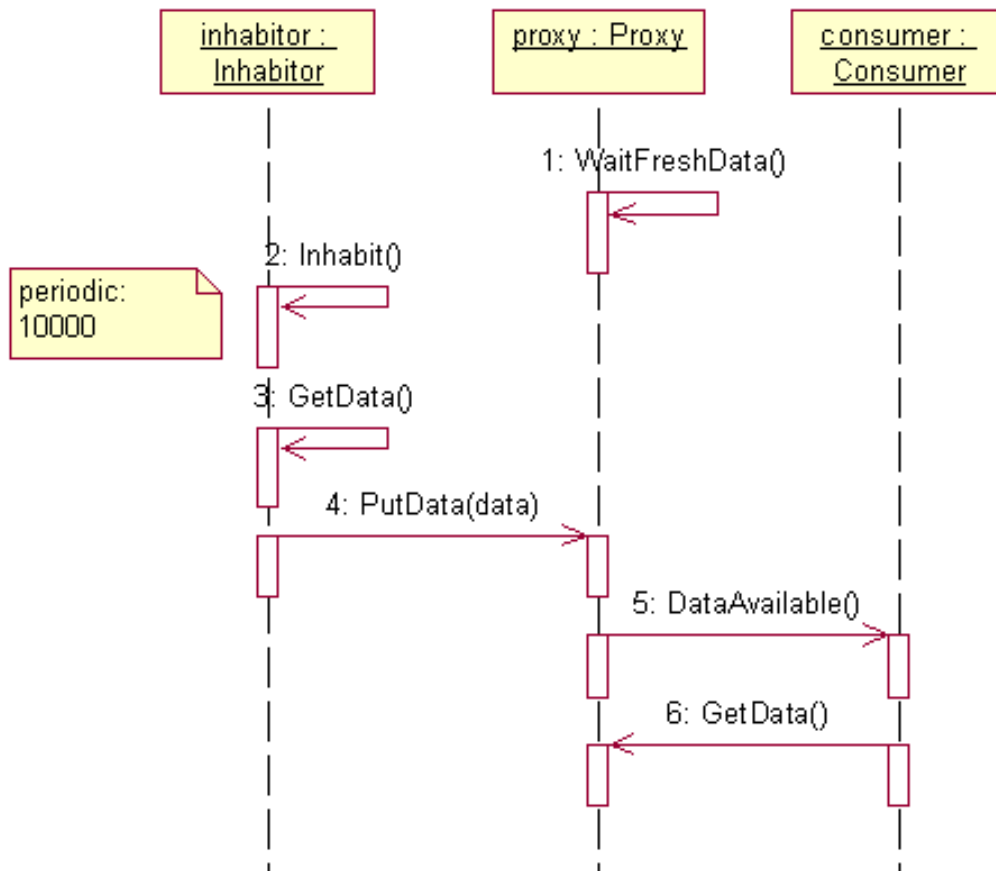 inhabitor :
Inhabitor
proxy : Proxy
consumer :
Consumer
1: WaitFreshData()
2: Inhabit()
periodic:
10000
3: GetData()
4: PutData(data)
5: DataAvailable()
6: GetData()